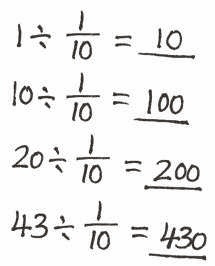 1 ÷ 1/10 = 10
10 ÷ 1/10 = 100
20 ÷ 1/10 = 200
43 ÷ 1/10 = 430